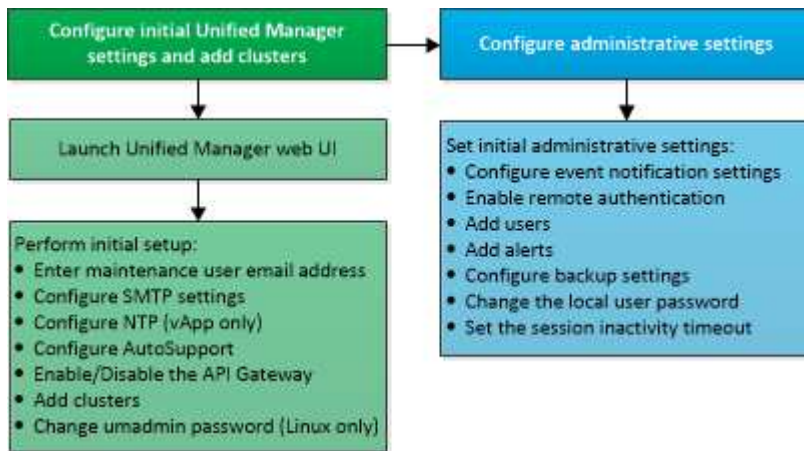 Configure initial Unified Manager
settings and add clusters
Configure administrative settings
Launch Unified Manager web UI
Perform initial setup:
• Enter maintenance user email address
• Configure SMTP settings
• Configure NTP (vApp only)
• Configure AutoSupport
• Enable/Disable the API Gateway
• Add clusters
• Change umadmin password (Linux only)
Set initial administrative settings:
• Configure event notification settings
• Enable remote authentication
• Add users
• Add alerts
• Configure backup settings
• Change the local user password
• Set the session inactivity timeout